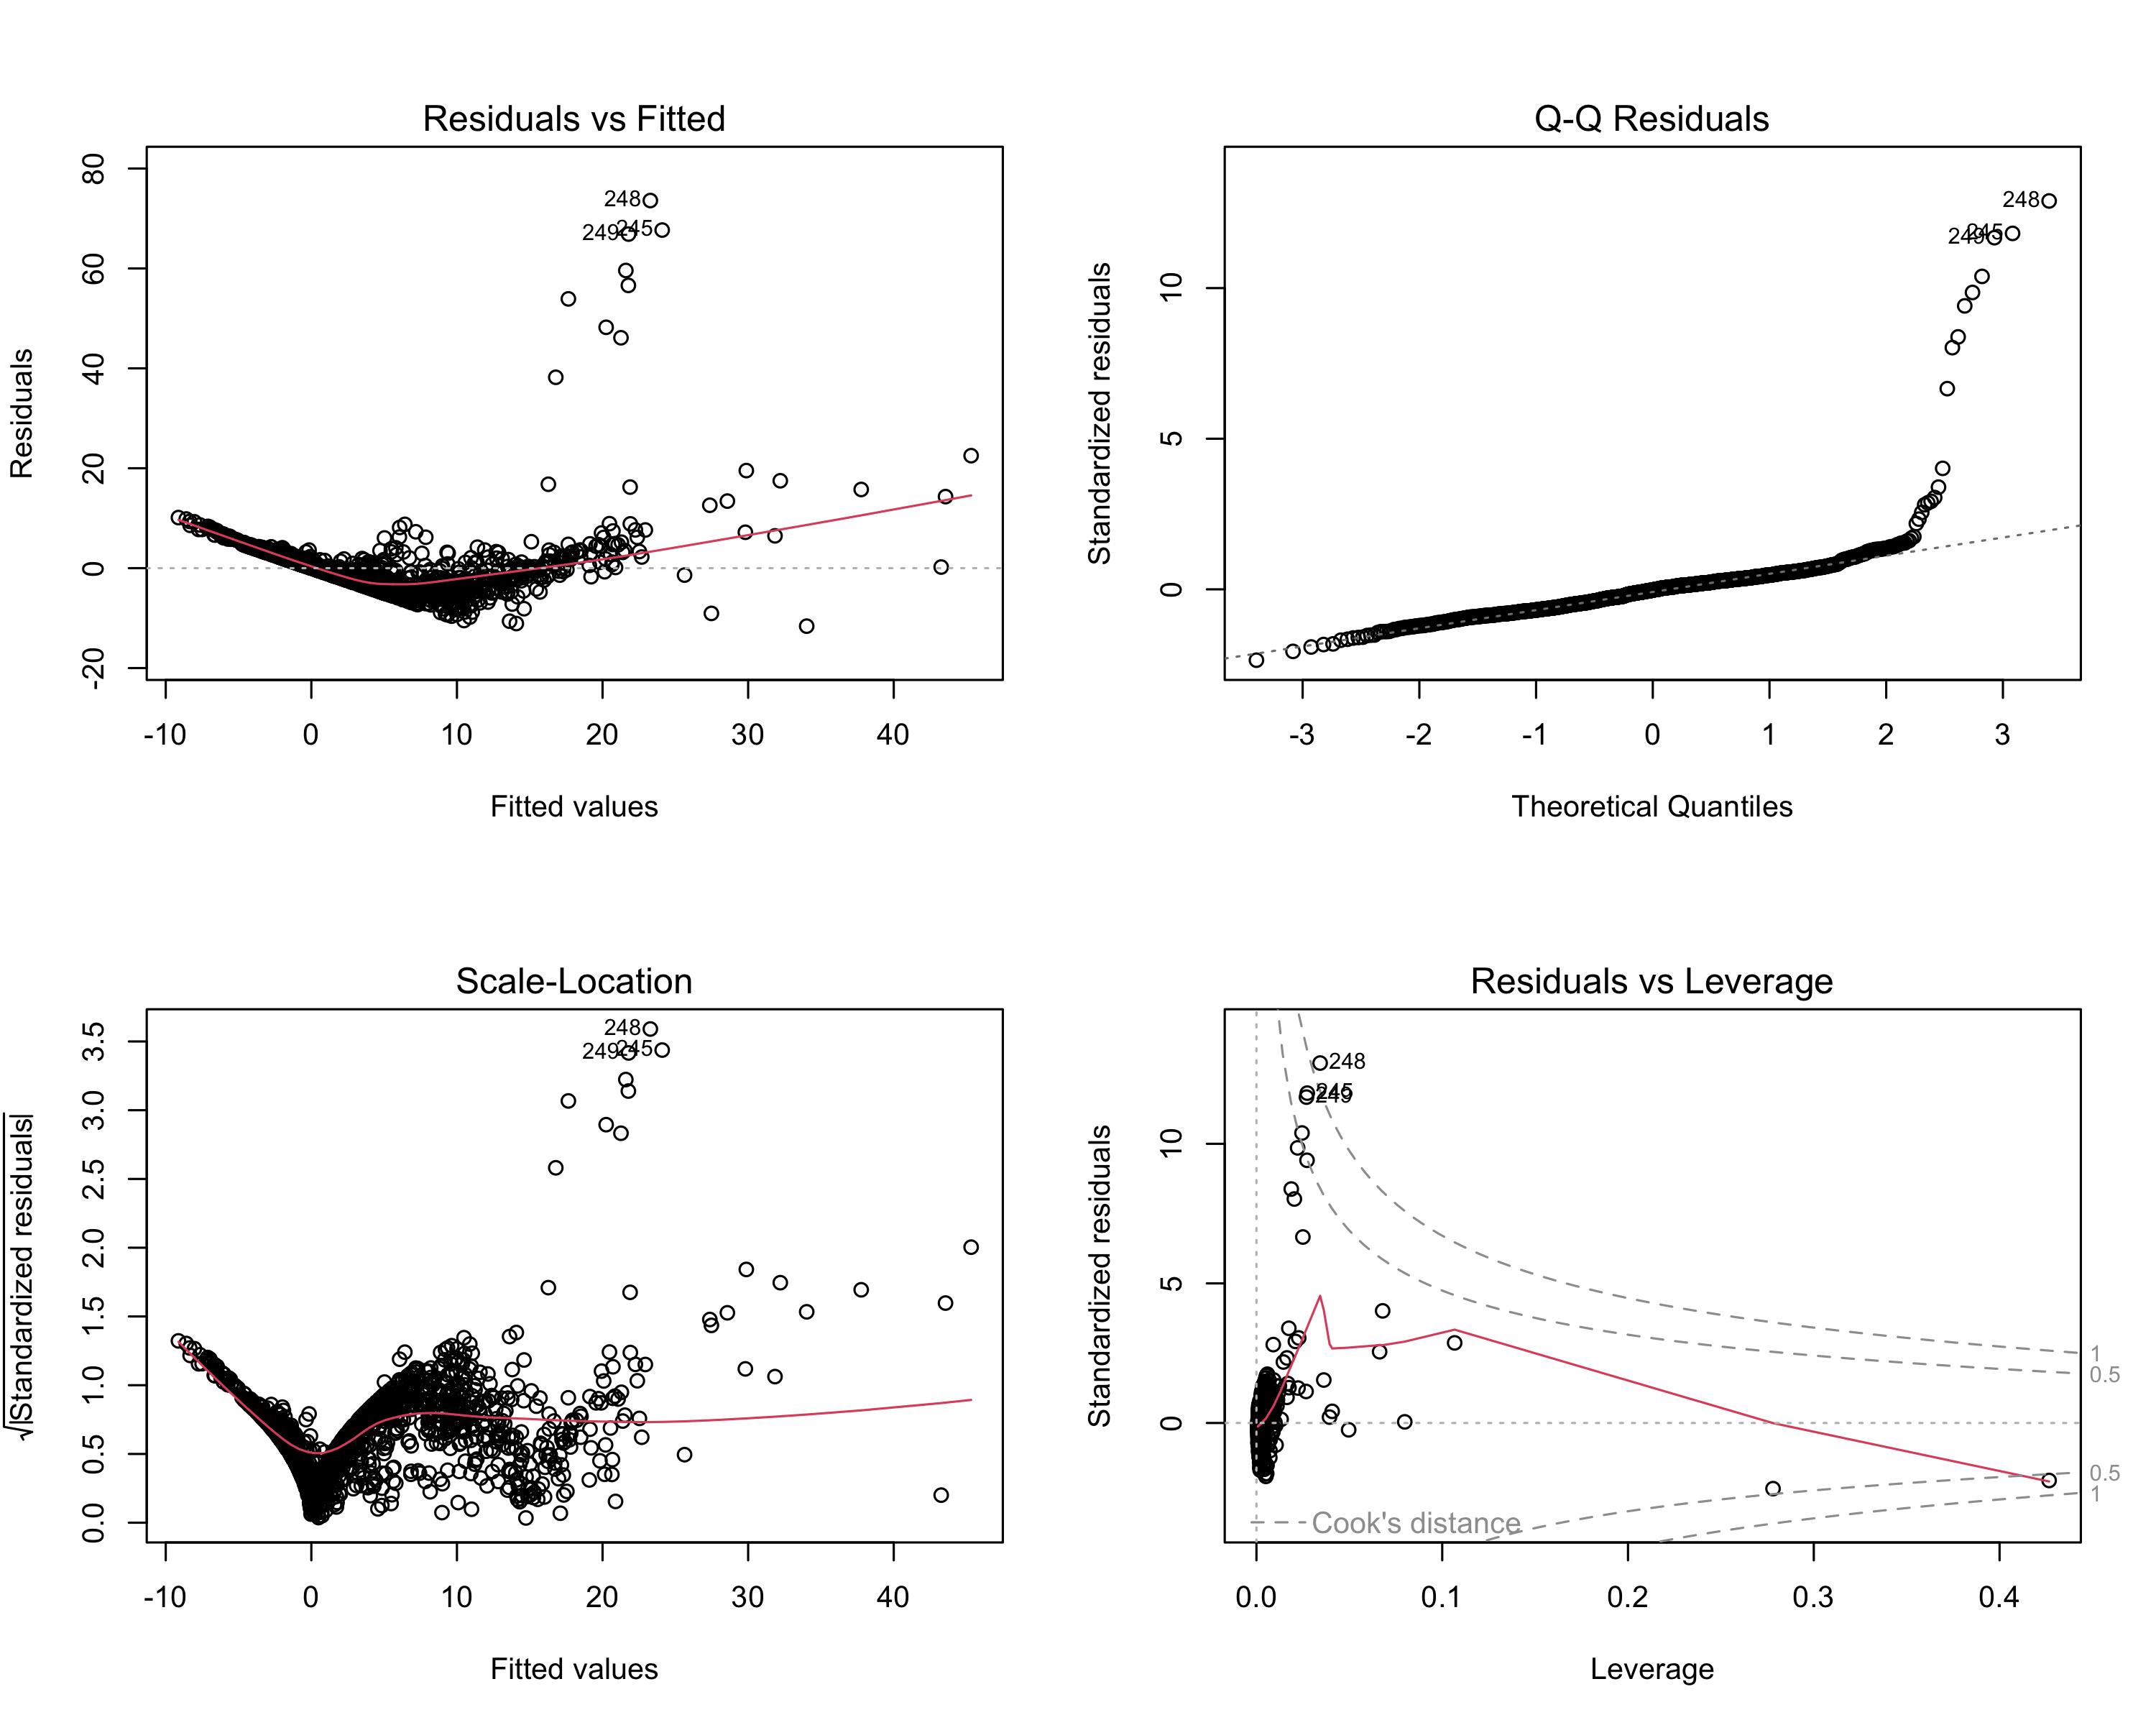 Residuals vs Fitted
Residuals
80
60
40
20
0
-20
248
249 245
-10 0 10 20 30 40
Fitted values
Q-Q Residuals
Standardized residuals
10
5
0
248
249 245
-3 -2 -1 0 1 2 3
Theoretical Quantiles
Scale-Location
√|Standardized residuals|
3.5
3.0
2.5
2.0
1.5
1.0
0.5
0.0
248
249 245
-10 0 10 20 30 40
Fitted values
Residuals vs Leverage
Standardized residuals
10
5
0
248
245
249
1
0.5
0.5
1
Cook's distance
0.0 0.1 0.2 0.3 0.4
Leverage